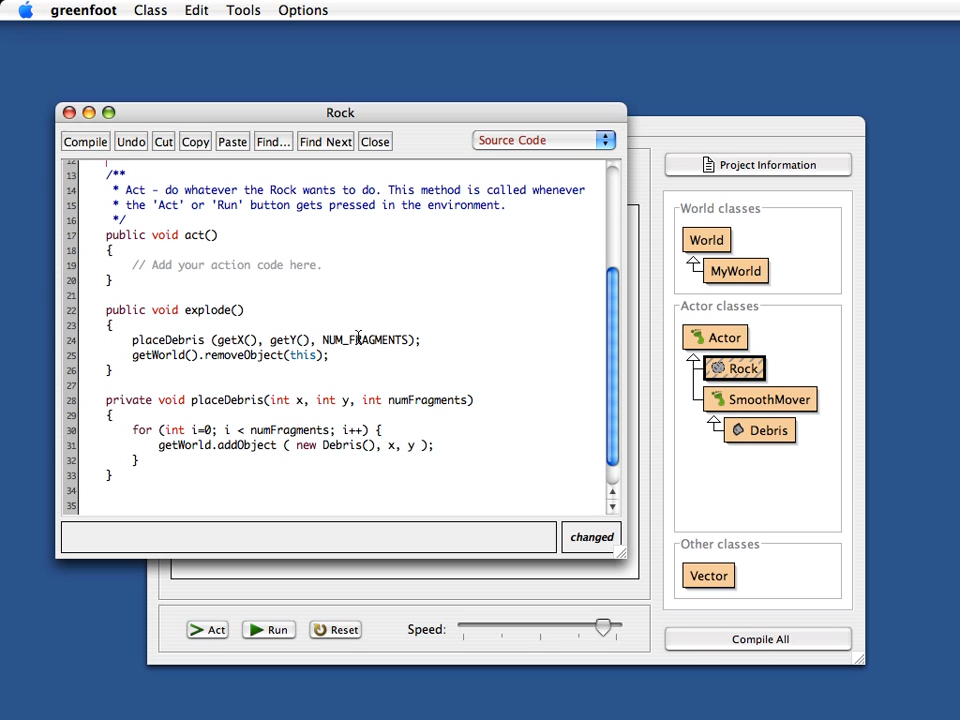 greenfoot Class Edit Tools Options
Rock
Compile Undo Cut Copy Paste Find... Find Next Close Source Code
12
13 /**
14 * Act - do whatever the Rock wants to do. This method is called whenever
15 * the 'Act' or 'Run' button gets pressed in the environment.
16 */
17 public void act()
18 {
19 // Add your action code here.
20 }
21
22 public void explode()
23 {
24 placeDebris (getX(), getY(), NUM_FRAGMENTS);
25 getWorld().removeObject(this);
26 }
27
28 private void placeDebris(int x, int y, int numFragments)
29 {
30 for (int i=0; i < numFragments; i++) {
31 getWorld.addObject ( new Debris(), x, y );
32 }
33 }
34
35
changed
Project Information
World classes
World
MyWorld
Actor classes
Actor
Rock
SmoothMover
Debris
Other classes
Vector
Act Run Reset Speed:
Compile All